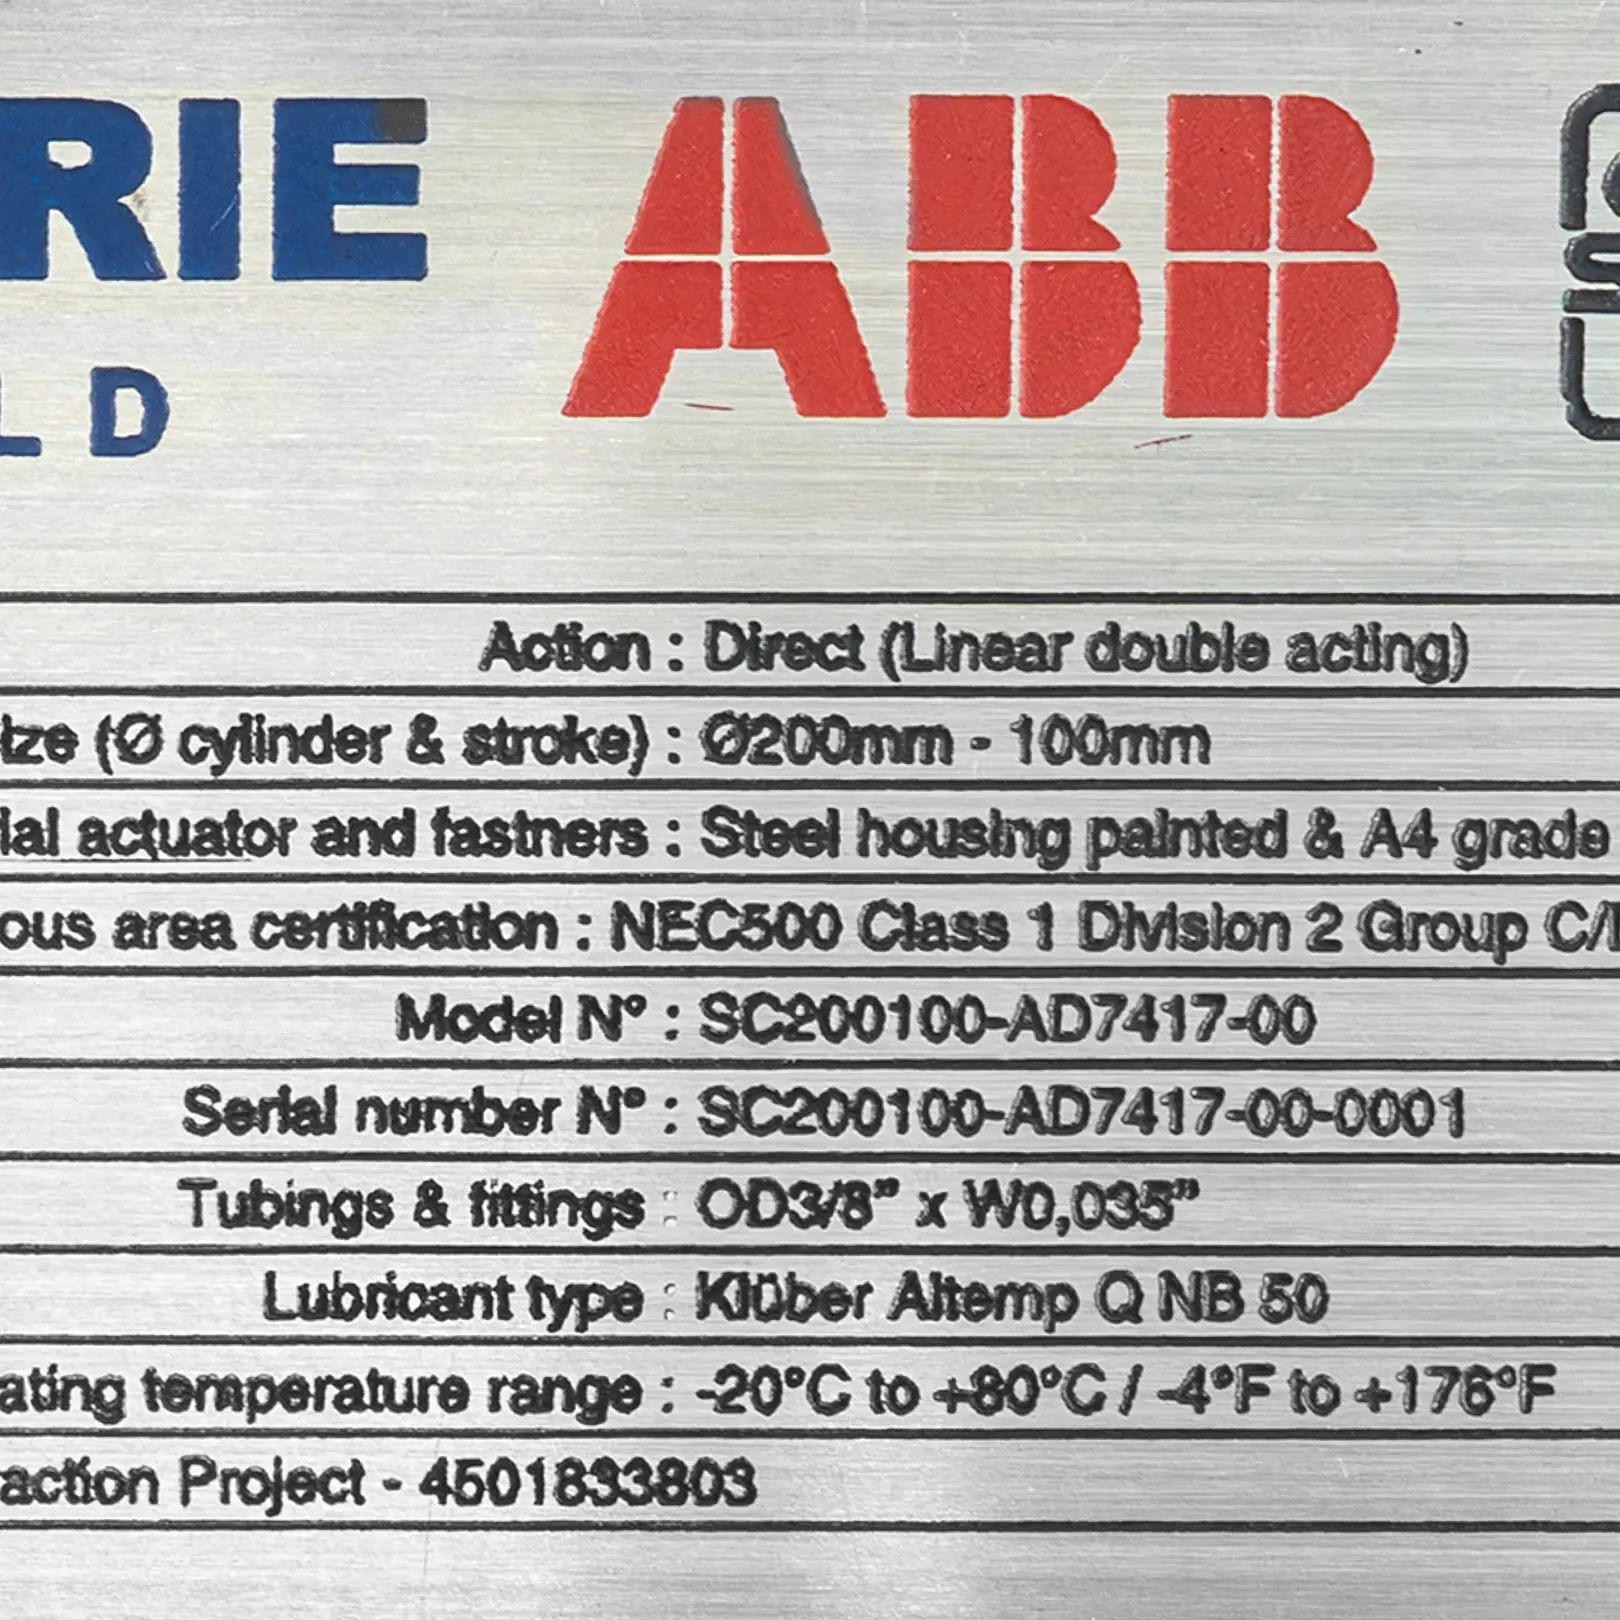 RIE ABB
LD
Action : Direct (Linear double acting)
ize (Ø cylinder & stroke) : Ø200mm - 100mm
ial actuator and fastners : Steel housing painted & A4 grade
ous area certification : NEC500 Class 1 Division 2 Group C/
Model N° : SC200100-AD7417-00
Serial number N° : SC200100-AD7417-00-0001
Tubings & fittings : OD3/8” x W0,035”
Lubricant type : Klüber Altemp Q NB 50
ating temperature range : -20°C to +80°C / -4°F to +176°F
action Project - 4501833803